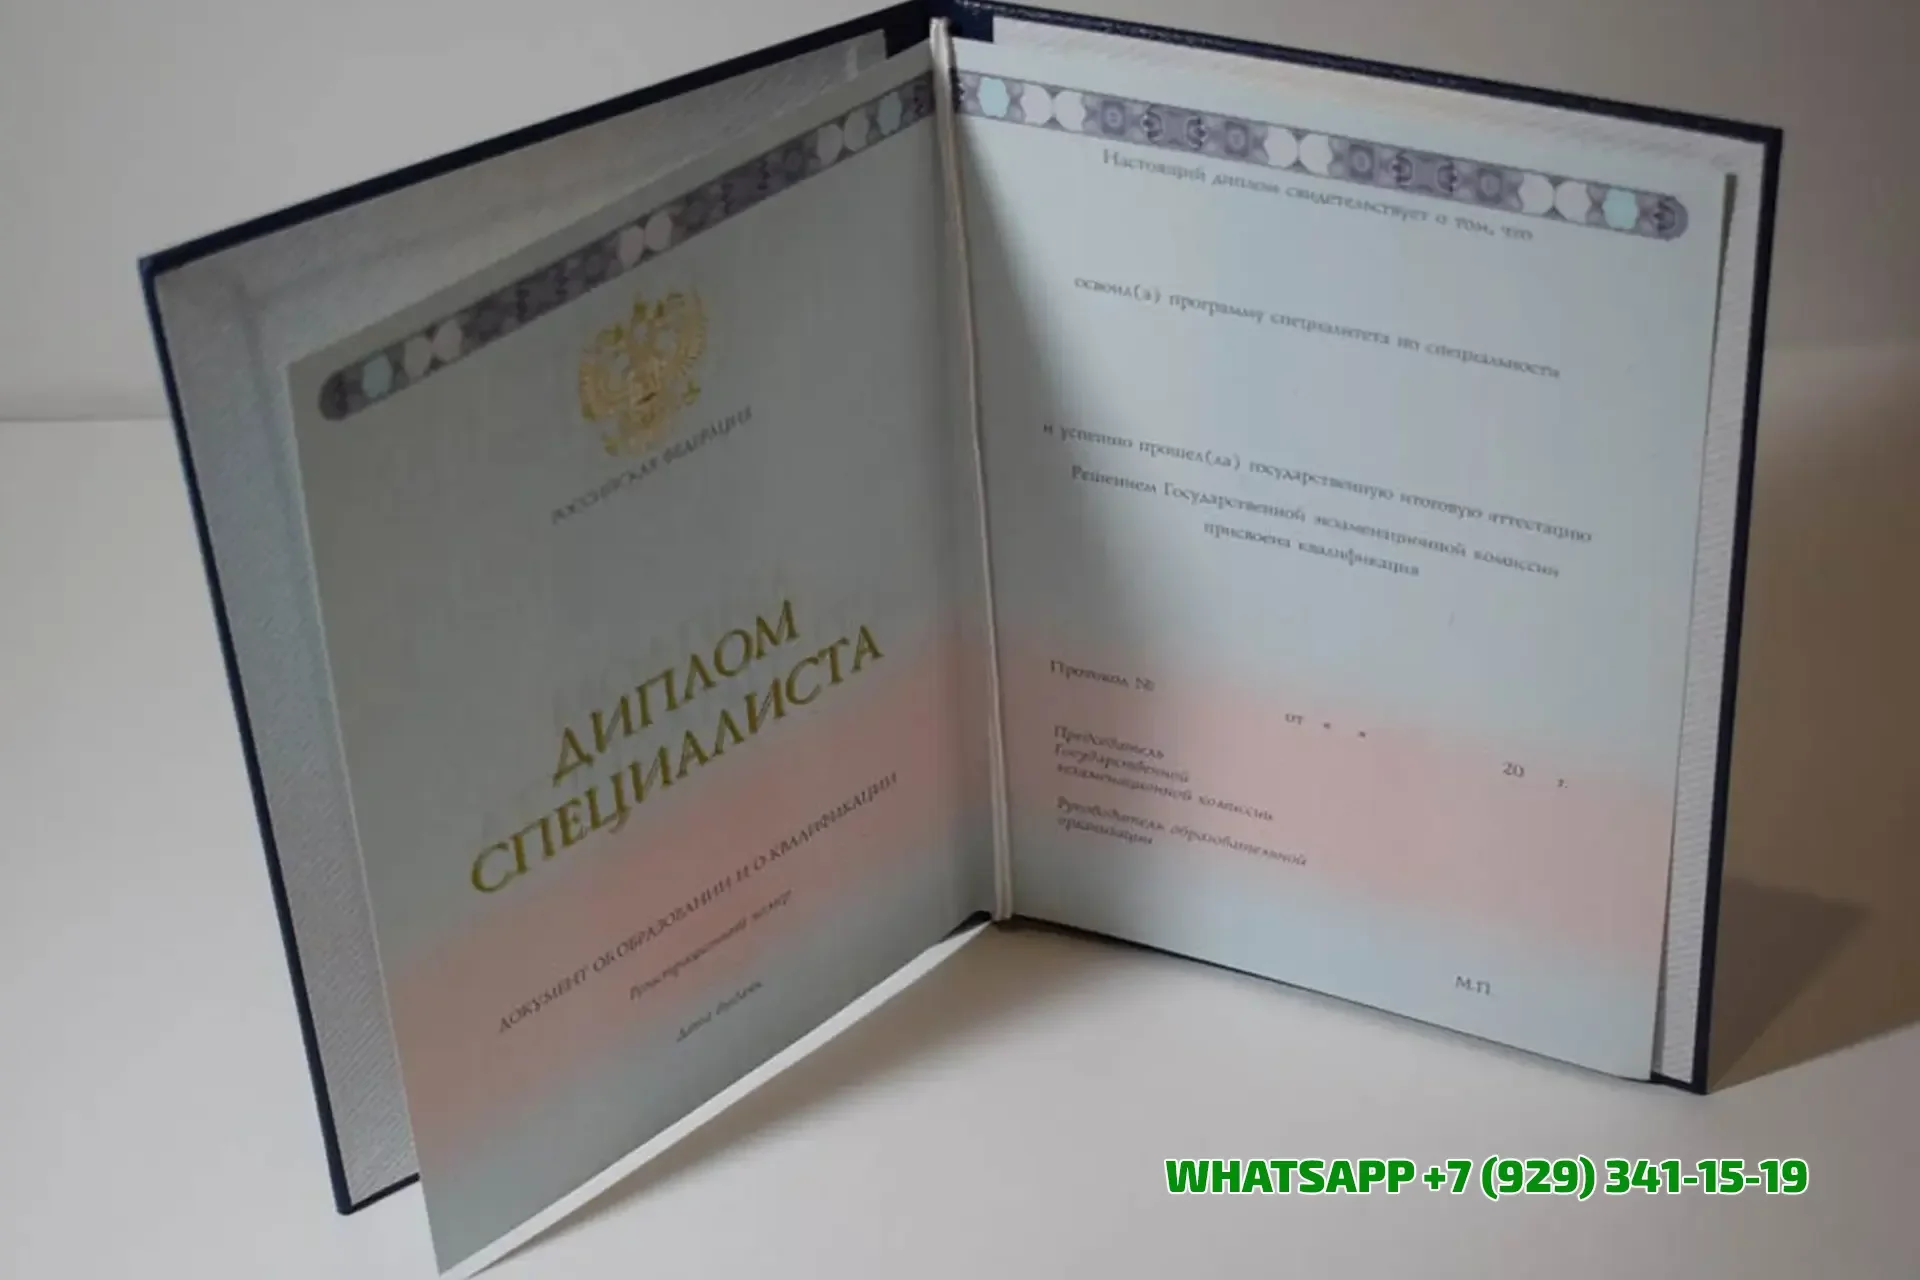 РОССИЙСКАЯ ФЕДЕРАЦИЯ
ДИПЛОМ
СПЕЦИАЛИСТА
ДОКУМЕНТ ОБ ОБРАЗОВАНИИ И О КВАЛИФИКАЦИИ
Регистрационный номер
Дата выдачи
Настоящий диплом свидетельствует о том, что
освоил(а) программу специалитета по специальности
и успешно прошел(ла) государственную итоговую аттестацию
Решением Государственной экзаменационной комиссии
присвоена квалификация
Протокол №
от « » 20 г.
Председатель
Государственной
экзаменационной комиссии
Руководитель образовательной
организации
М.П.
WHATSAPP +7 (929) 341-15-19